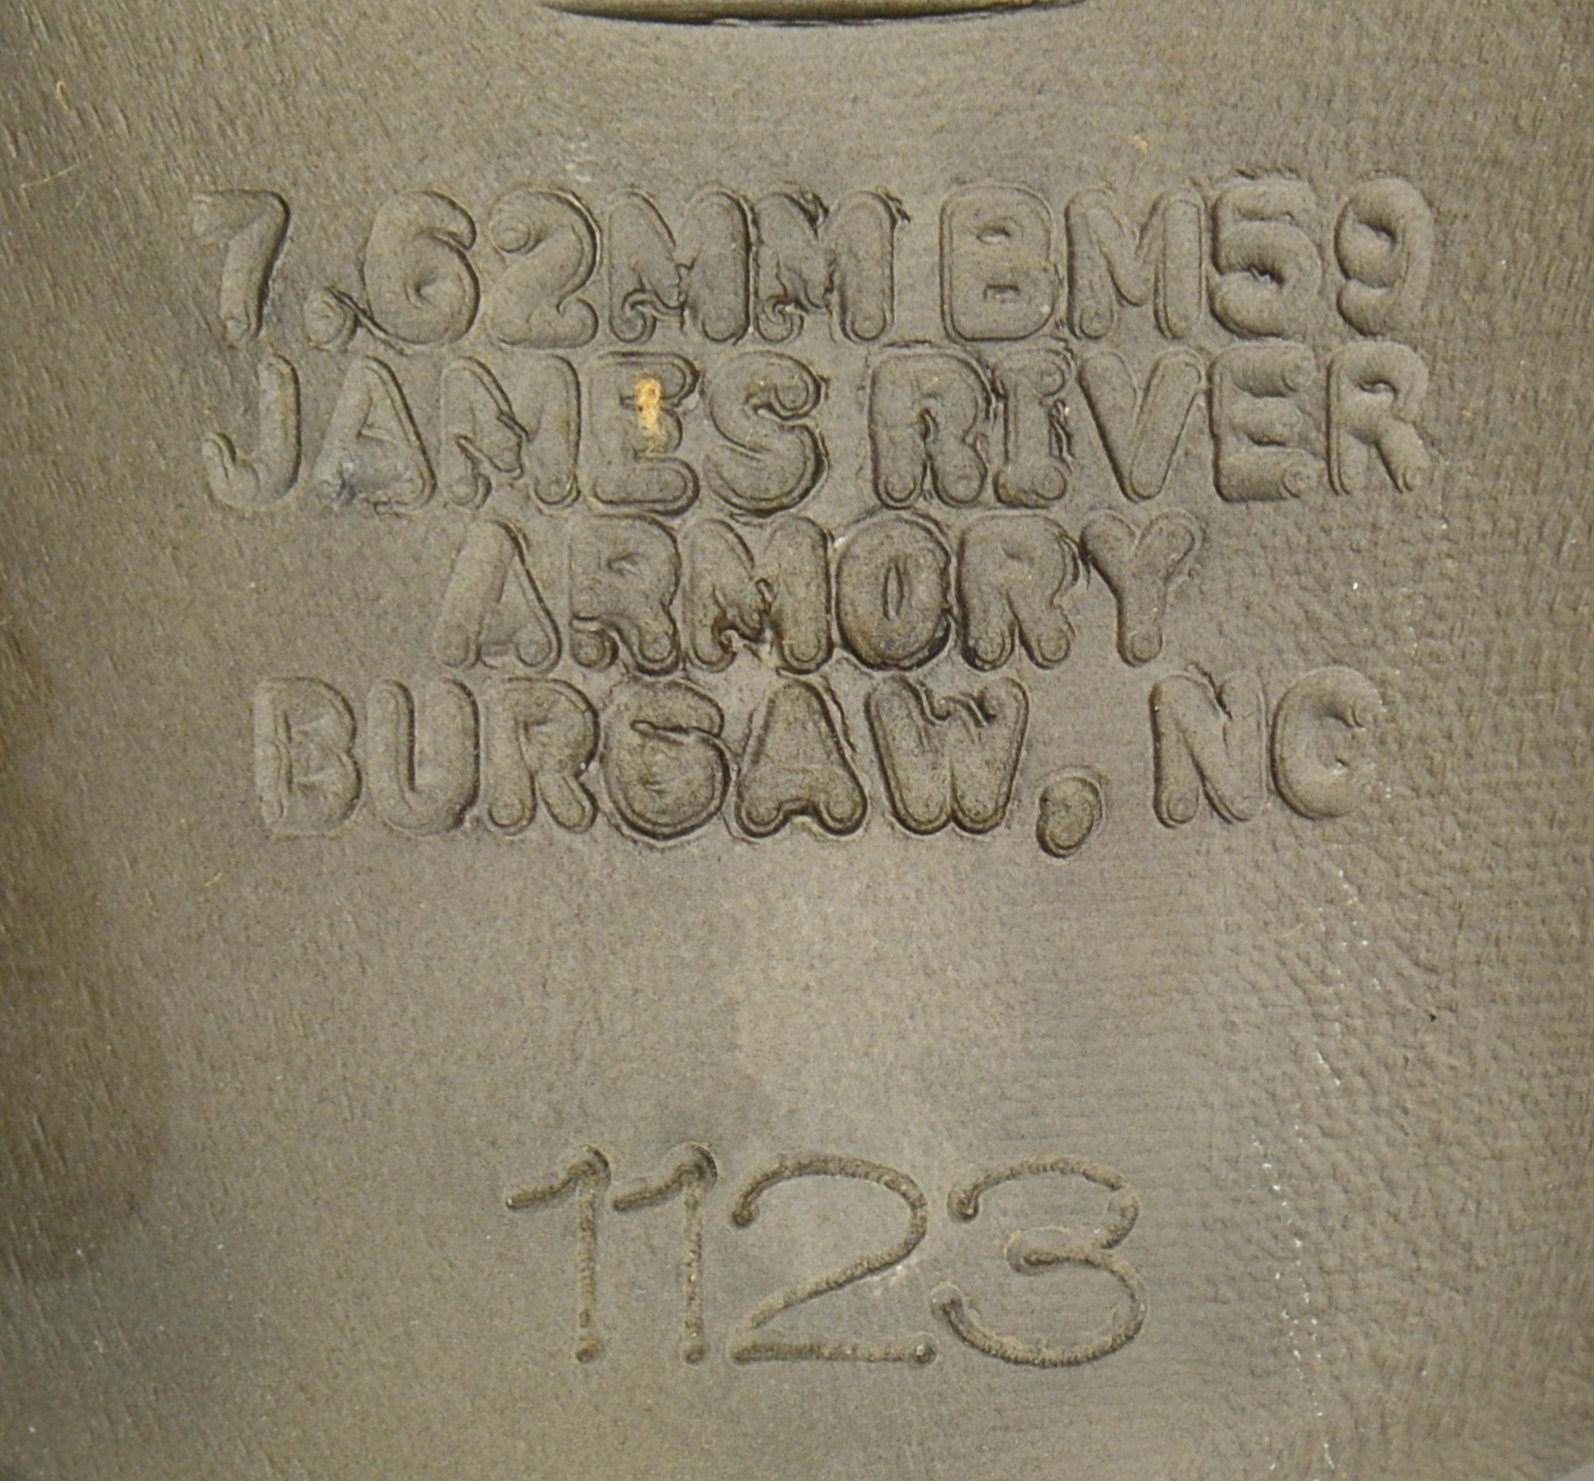 7.62MM BM59
JAMES RIVER
ARMORY
BURGAW, NC
1123